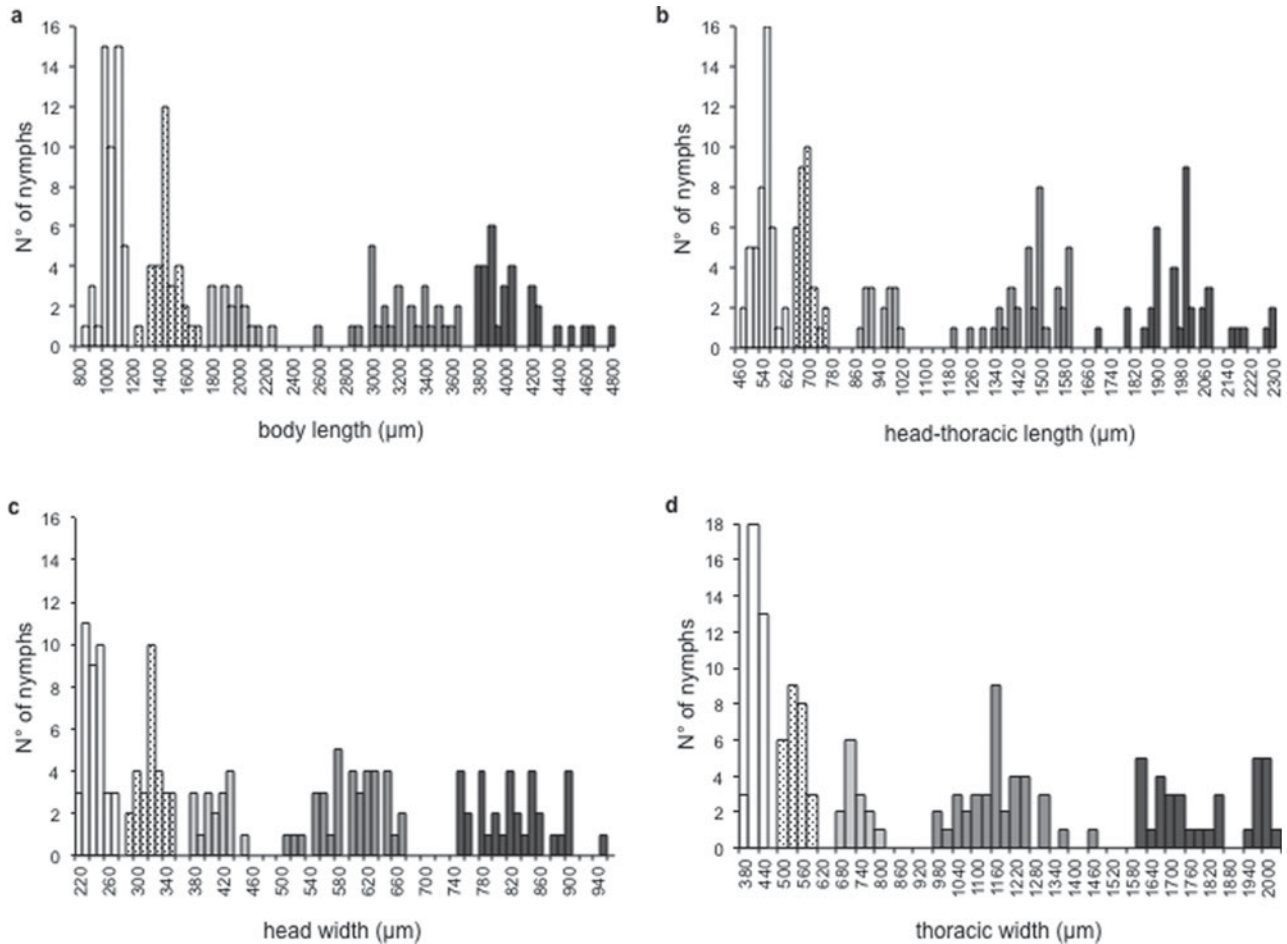 a
16
14
12
10
8
6
4
2
0
N° of nymphs
800 1000 1200 1400 1600 1800 2000 2200 2400 2600 2800 3000 3200 3400 3600 3800 4000 4200 4400 4600 4800
body length (μm)
b
16
14
12
10
8
6
4
2
0
N° of nymphs
460 540 620 700 780 860 940 1020 1100 1180 1260 1340 1420 1500 1580 1660 1740 1820 1900 1980 2060 2140 2220 2300
head-thoracic length (μm)
c
16
14
12
10
8
6
4
2
0
N° of nymphs
220 260 300 340 380 420 460 500 540 580 620 660 700 740 780 820 860 900 940
head width (μm)
d
18
16
14
12
10
8
6
4
2
0
N° of nymphs
380 440 500 560 620 680 740 800 860 920 980 1040 1100 1160 1220 1280 1340 1400 1460 1520 1580 1640 1700 1760 1820 1880 1940 2000
thoracic width (μm)